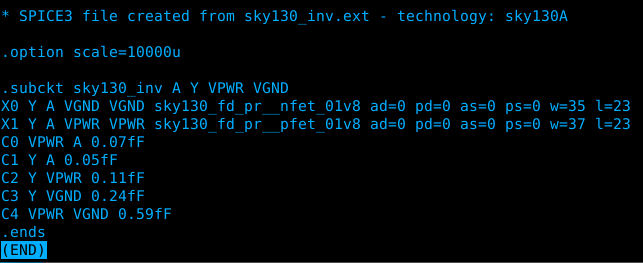 * SPICE3 file created from sky130_inv.ext - technology: sky130A
.option scale=10000u
.subckt sky130_inv A Y VPWR VGND
X0 Y A VGND VGND sky130_fd_pr__nfet_01v8 ad=0 pd=0 as=0 ps=0 w=35 l=23
X1 Y A VPWR VPWR sky130_fd_pr__pfet_01v8 ad=0 pd=0 as=0 ps=0 w=37 l=23
C0 VPWR A 0.07fF
C1 Y A 0.05fF
C2 Y VPWR 0.11fF
C3 Y VGND 0.24fF
C4 VPWR VGND 0.59fF
.ends
(END)